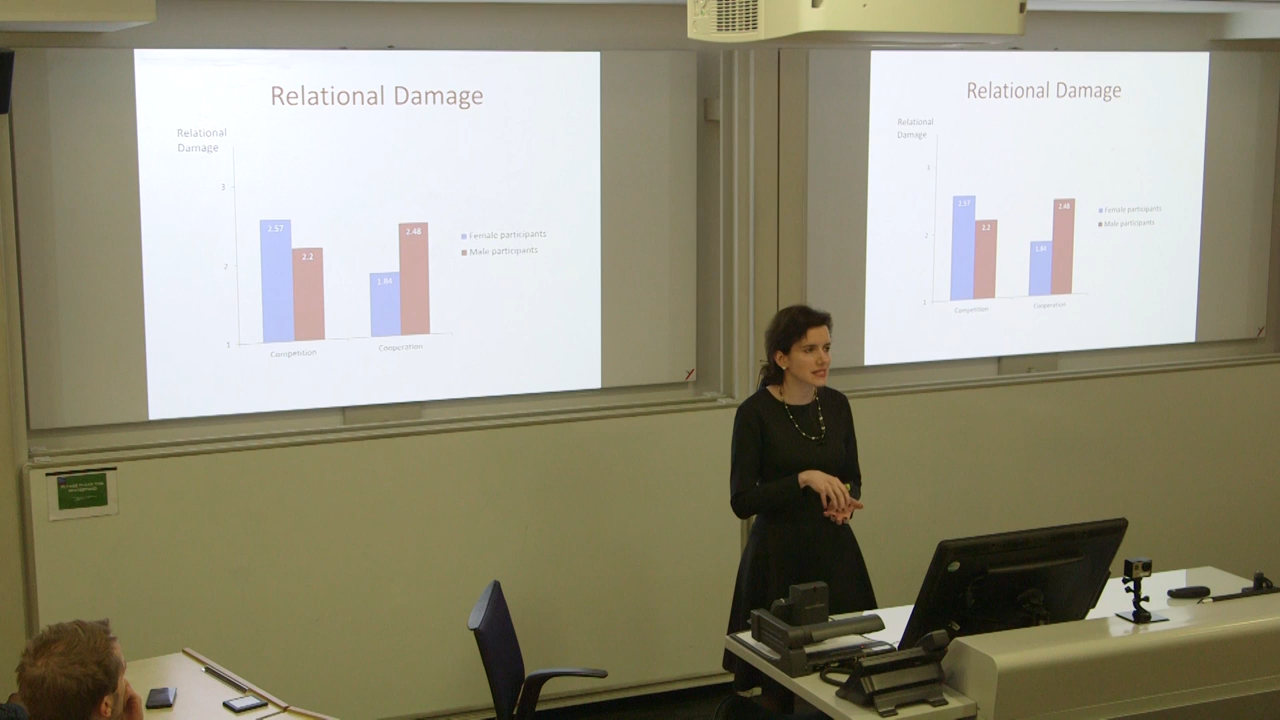 Relational Damage
Relational
Damage
3
2
1
2.57
2.2
1.84
2.48
Competition
Cooperation
Female participants
Male participants
Relational Damage
Relational
Damage
3
2
1
2.57
2.2
1.84
2.48
Competition
Cooperation
Female participants
Male participants